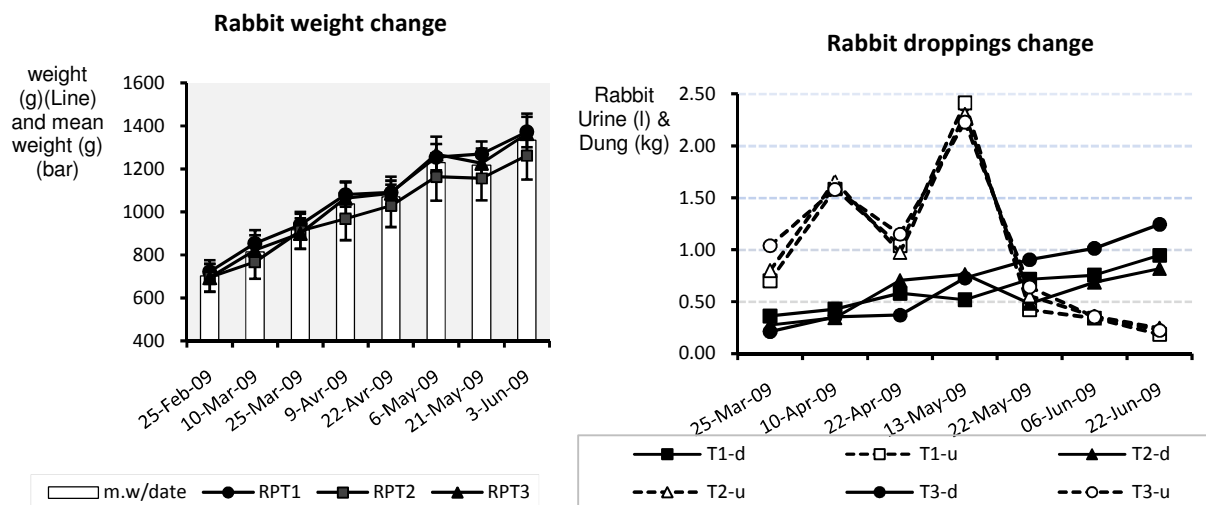 Rabbit weight change
weight
(g)(Line)
and mean
weight (g)
(bar)
1600
1400
1200
1000
800
600
400
25-Feb-09
10-Mar-09
25-Mar-09
9-Avr-09
22-Avr-09
6-May-09
21-May-09
3-Jun-09
m.w/date
RPT1
RPT2
RPT3
Rabbit droppings change
Rabbit
Urine (l) &
Dung (kg)
2.50
2.00
1.50
1.00
0.50
0.00
25-Mar-09
10-Apr-09
22-Apr-09
13-May-09
22-May-09
06-Jun-09
22-Jun-09
T1-d
T1-u
T2-d
T2-u
T3-d
T3-u